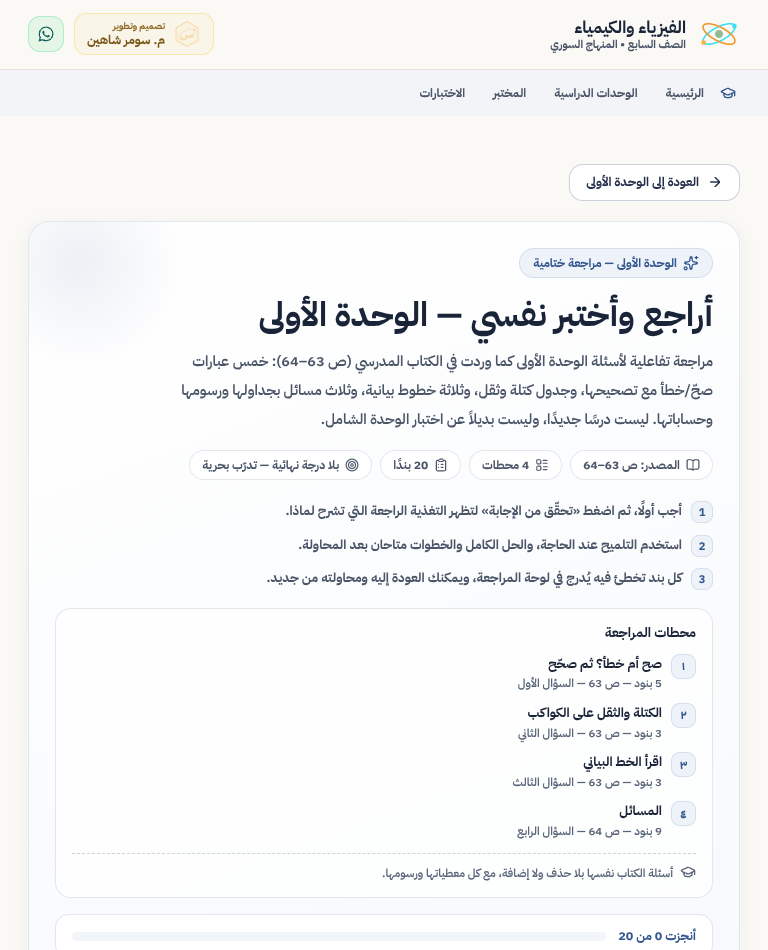 الفيزياء والكيمياء
الصف السابع • المنهاج السوري
تصميم وتطوير
م. سومر شاهين
الرئيسية
الوحدات الدراسية
المختبر
الاختبارات
العودة إلى الوحدة الأولى
الوحدة الأولى — مراجعة ختامية
أراجع وأختبر نفسي — الوحدة الأولى
مراجعة تفاعلية لأسئلة الوحدة الأولى كما وردت في الكتاب المدرسي (ص 63–64): خمس عبارات
صحّ/خطأ مع تصحيحها، وجدول كتلة وثقل، وثلاثة خطوط بيانية، وثلاث مسائل بجداولها ورسومها
وحساباتها. ليست درسًا جديدًا، وليست بديلاً عن اختبار الوحدة الشامل.
المصدر: ص 63–64
4 محطات
20 بندًا
بلا درجة نهائية — تدرّب بحرية
1 أجب أولًا، ثم اضغط «تحقّق من الإجابة» لتظهر التغذية الراجعة التي تشرح لماذا.
2 استخدم التلميح عند الحاجة، والحل الكامل والخطوات متاحان بعد المحاولة.
3 كل بند تخطئ فيه يُدرج في لوحة المراجعة، ويمكنك العودة إليه ومحاولته من جديد.
محطات المراجعة
١ صح أم خطأ؟ ثم صحّح
5 بنود — ص 63 — السؤال الأول
٢ الكتلة والثقل على الكواكب
3 بنود — ص 63 — السؤال الثاني
٣ اقرأ الخط البياني
3 بنود — ص 63 — السؤال الثالث
٤ المسائل
9 بنود — ص 64 — السؤال الرابع
أسئلة الكتاب نفسها بلا حذف ولا إضافة، مع كل معطياتها ورسومها.
أنجزت 0 من 20